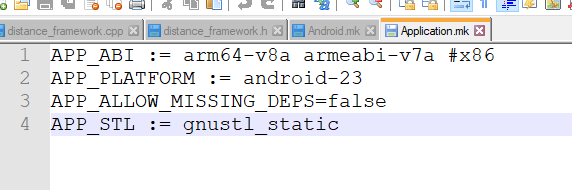 distance_framework.cpp distance_framework.h Android.mk Application.mk
1 APP_ABI := arm64-v8a armeabi-v7a #x86
2 APP_PLATFORM := android-23
3 APP_ALLOW_MISSING_DEPS=false
4 APP_STL := gnustl_static